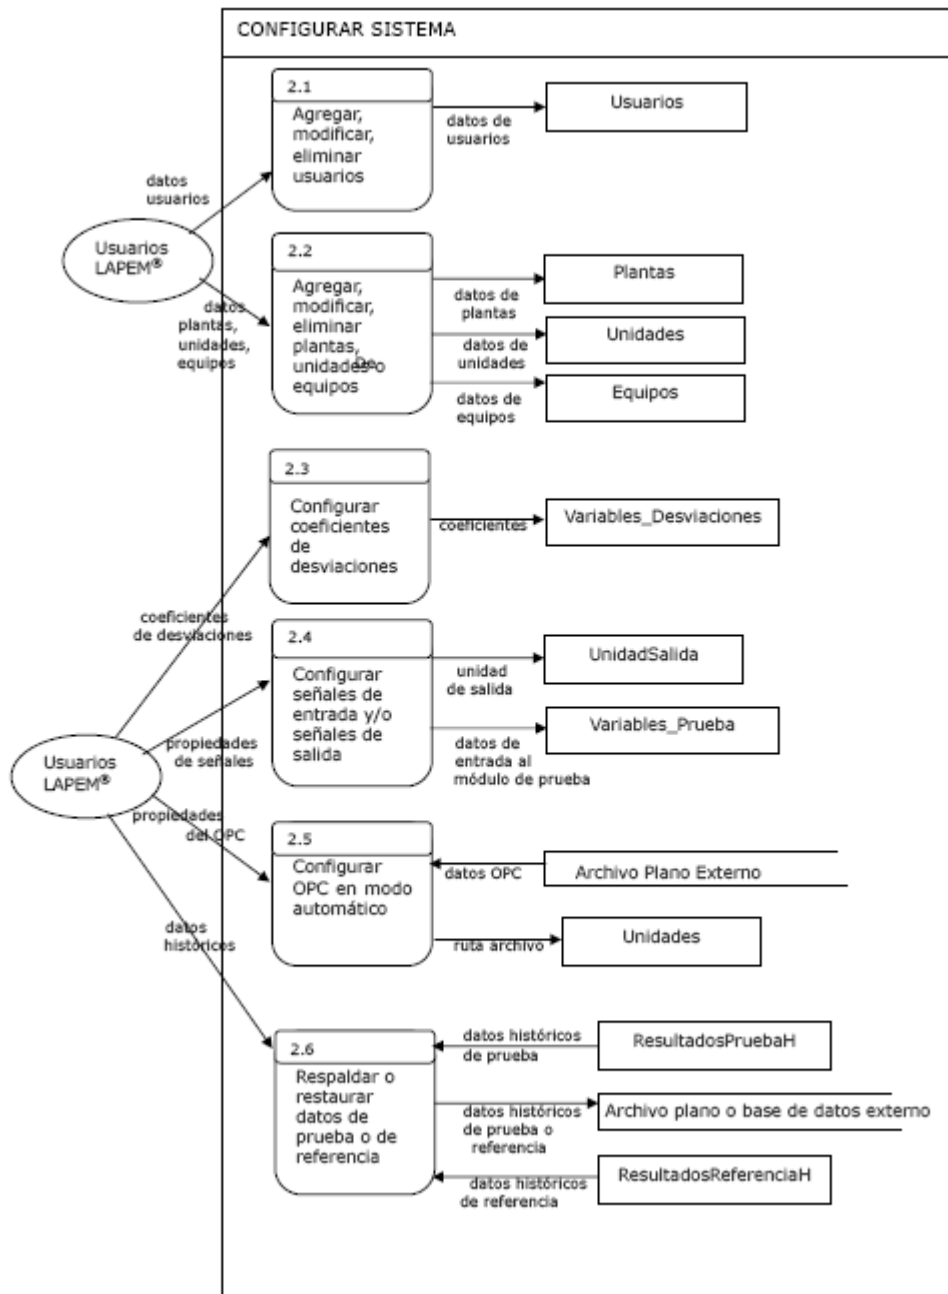 CONFIGURAR SISTEMA
2.1
Agregar,
modificar,
eliminar
usuarios
datos de
usuarios
Usuarios
datos
usuarios
Usuarios
LAPEM®
datos
plantas,
unidades,
equipos
2.2
Agregar,
modificar,
eliminar
plantas,
De
unidades o
equipos
datos de
plantas
Plantas
datos de
unidades
Unidades
datos de
equipos
Equipos
2.3
Configurar
coeficientes
de
desviaciones
coeficientes
Variables_Desviaciones
coeficientes
de desviaciones
2.4
Configurar
señales de
entrada y/o
señales de
salida
unidad
de salida
UnidadSalida
datos de
entrada al
módulo de prueba
Variables_Prueba
Usuarios
LAPEM®
propiedades
de señales
propiedades
del OPC
2.5
Configurar
OPC en modo
automático
datos OPC
Archivo Plano Externo
ruta archivo
Unidades
datos
históricos
2.6
Respaldar o
restaurar
datos de
prueba o de
referencia
datos históricos
de prueba
ResultadosPruebaH
datos históricos
de prueba o
referencia
Archivo plano o base de datos externo
datos históricos
de referencia
ResultadosReferenciaH